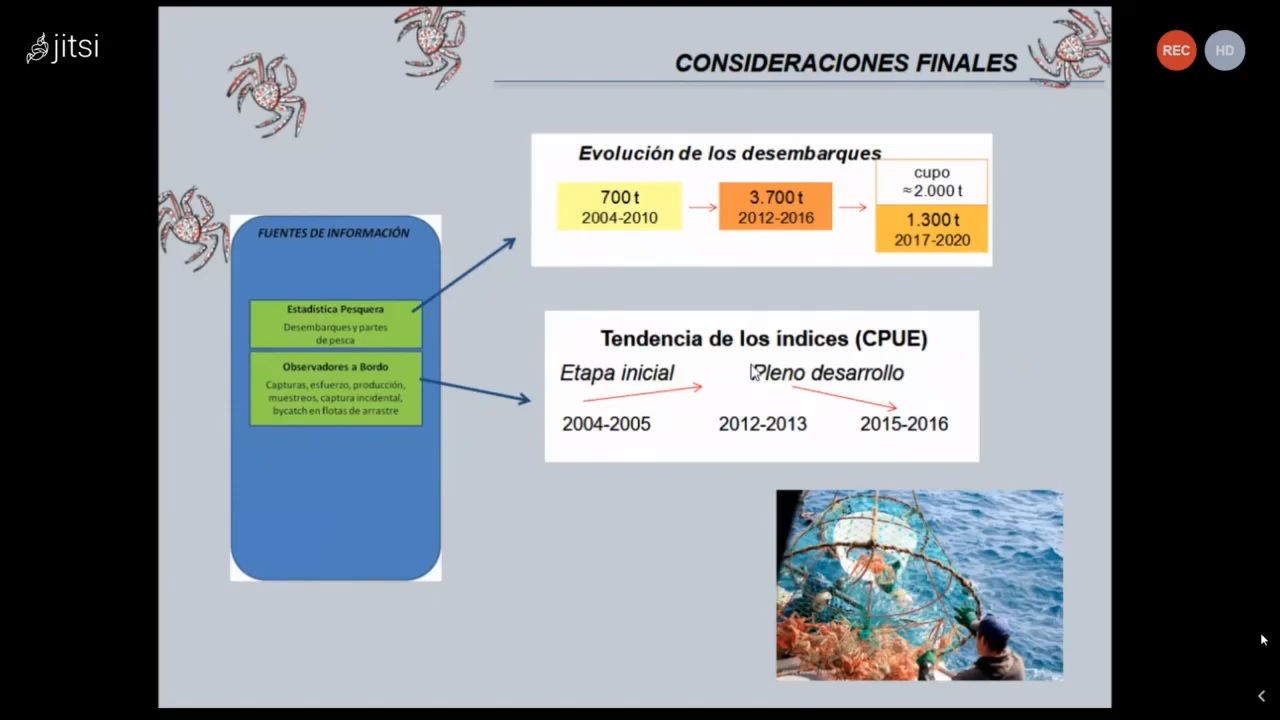 jitsi
REC
HD
CONSIDERACIONES FINALES
Evolución de los desembarques
700 t
2004-2010
3.700 t
2012-2016
cupo
≈2.000 t
1.300 t
2017-2020
FUENTES DE INFORMACIÓN
Estadística Pesquera
Desembarques y partes
de pesca
Observadores a Bordo
Capturas, esfuerzo, producción,
muestreos, captura incidental,
bycatch en flotas de arrastre
Tendencia de los índices (CPUE)
Etapa inicial
Pleno desarrollo
2004-2005
2012-2013
2015-2016